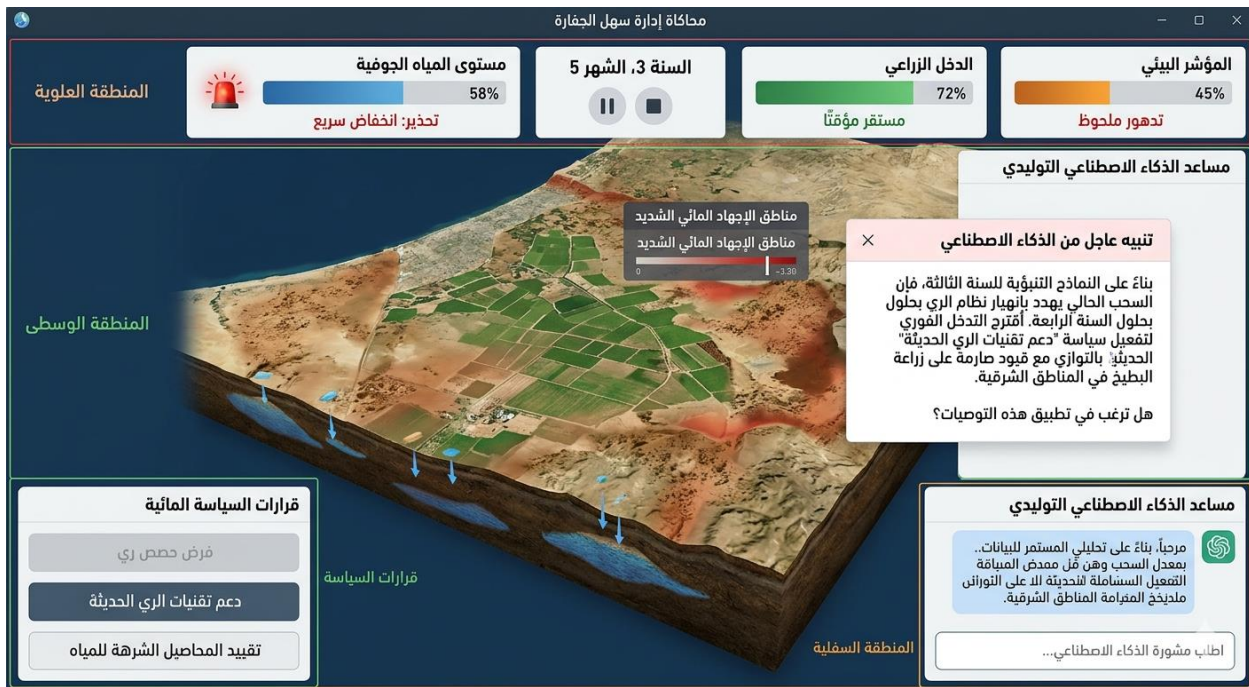 محاكاة إدارة سهل الجفارة
المنطقة العلوية
مستوى المياه الجوفية
58%
تحذير: انخفاض سريع
السنة 3، الشهر 5
الدخل الزراعي
72%
مستقر مؤقتًا
المؤشر البيئي
45%
تدهور ملحوظ
مساعد الذكاء الاصطناعي التوليدي
مناطق الإجهاد المائي الشديد
مناطق الإجهاد المائي الشديد
0
تنبيه عاجل من الذكاء الاصطناعي
بناءً على النماذج التنبؤية للسنة الثالثة، فإن
السحب الحالي يهدد بانهيار نظام الري بحلول
بحلول السنة الرابعة. أقترح التدخل الفوري
لتفعيل سياسة "دعم تقنيات الري الحديثة"
الحديثة بالتوازي مع قيود صارمة على زراعة
البطيخ في المناطق الشرقية.
هل ترغب في تطبيق هذه التوصيات؟
المنطقة الوسطى
قرارات السياسة المائية
فرض حصص ري
دعم تقنيات الري الحديثة
تقييد المحاصيل الشرهة للمياه
قرارات السياسة
المنطقة السفلية
مساعد الذكاء الاصطناعي التوليدي
مرحباً، بناءً على تحليلي المستمر للبيانات..
بمعدل السحب وهن
على
المناطق الشرقية.
اطلب مشورة الذكاء الاصطناعي...